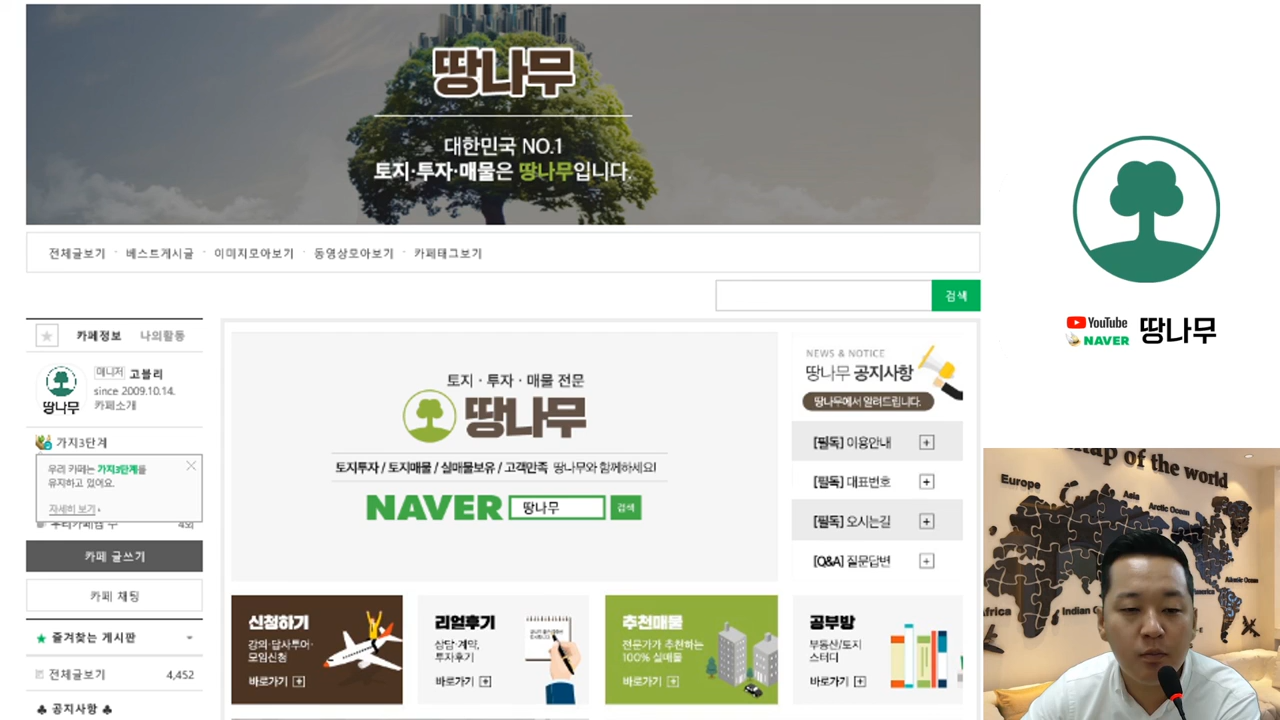 땅나무
대한민국 NO.1
토지·투자·매물은 땅나무입니다.
전체글보기 · 베스트게시글 · 이미지모아보기 · 동영상모아보기 · 카페태그보기
검색
카페정보 나의활동
매니저 고블리
since 2009.10.14.
카페소개
땅나무
가지3단계
우리 카페는 가지3단계를
유지하고 있어요.
자세히 보기
카페 글쓰기
카페 채팅
즐겨찾는 게시판
전체글보기 4,452
♣ 공지사항 ♣
토지 · 투자 · 매물 전문
땅나무
토지투자 / 토지매물 / 실매물보유 / 고객만족 땅나무와 함께하세요!
NAVER 땅나무 검색
NEWS & NOTICE
땅나무 공지사항
땅나무에서 알려드립니다.
[필독] 이용안내
[필독] 대표번호
[필독] 오시는길
[Q&A] 질문답변
신청하기
강의·답사투어·
모임신청
바로가기
리얼후기
상담·계약,
투자후기
바로가기
추천매물
전문가가 추천하는
100% 실매물
바로가기
공부방
부동산/토지
스터디
바로가기
YouTube
NAVER
땅나무
map of the world
Europe
Asia
Arctic Ocean
Atlantic Ocean
America
Africa
Indian